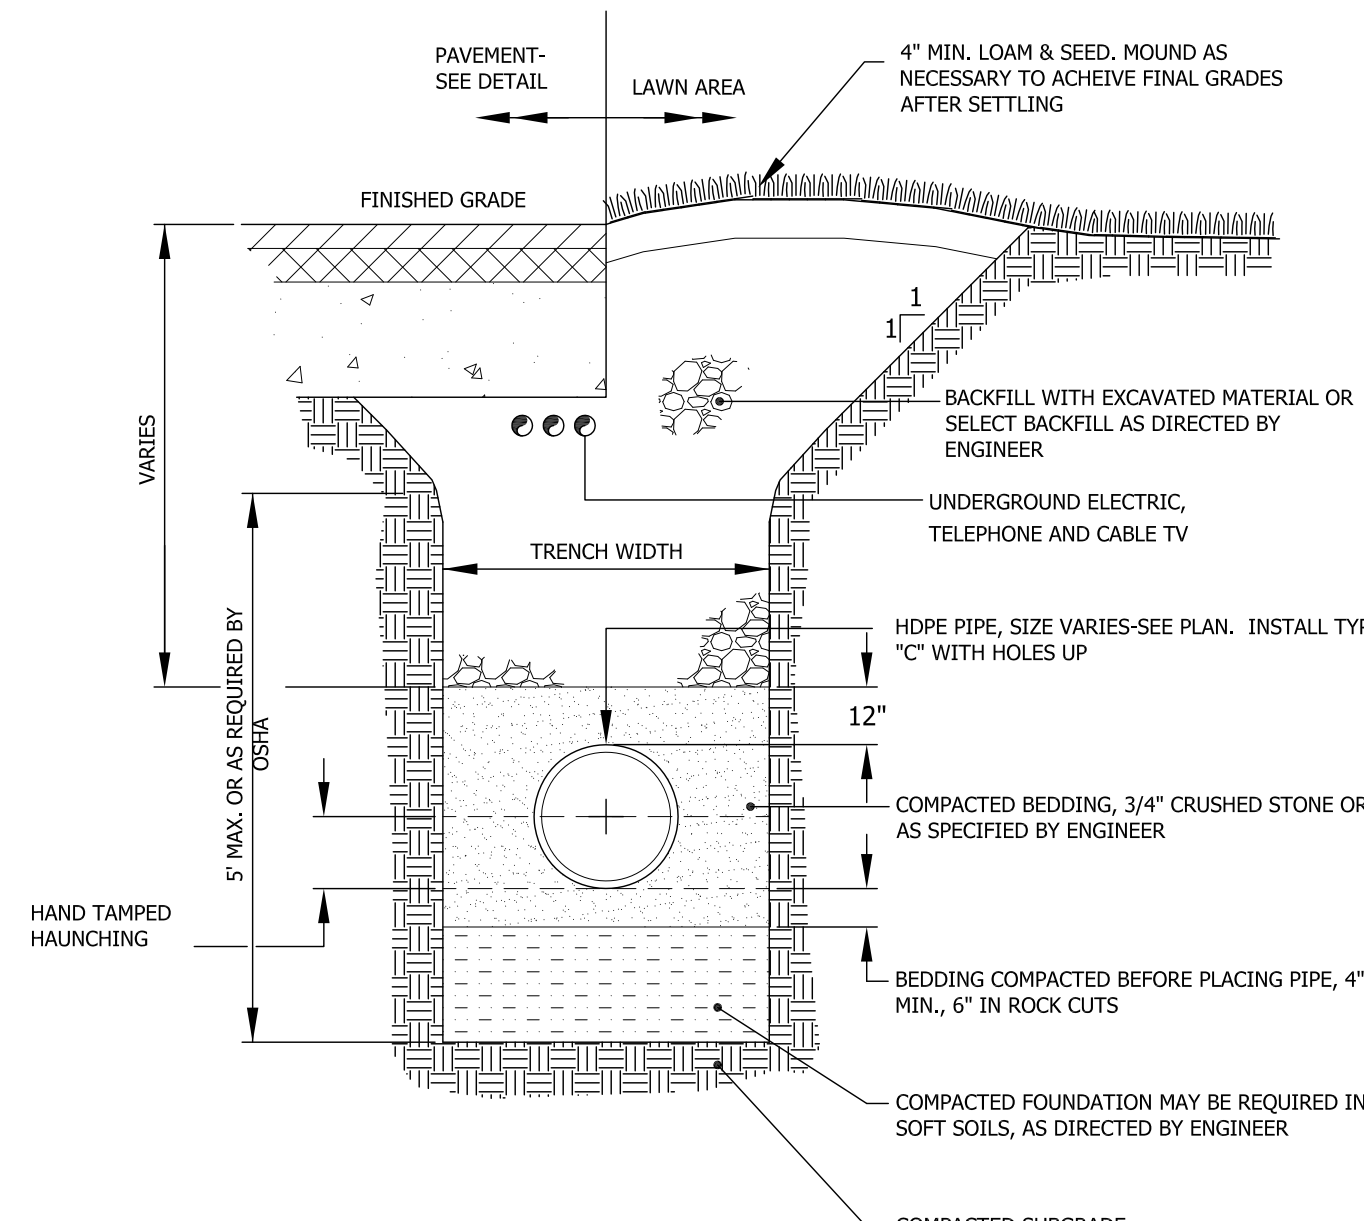 PAVEMENT-
SEE DETAIL
LAWN AREA
4" MIN. LOAM & SEED. MOUND AS
NECESSARY TO ACHEIVE FINAL GRADES
AFTER SETTLING
FINISHED GRADE
1
1
BACKFILL WITH EXCAVATED MATERIAL OR
SELECT BACKFILL AS DIRECTED BY
ENGINEER
VARIES
UNDERGROUND ELECTRIC,
TELEPHONE AND CABLE TV
TRENCH WIDTH
HDPE PIPE, SIZE VARIES-SEE PLAN. INSTALL TYP
"C" WITH HOLES UP
12"
5' MAX. OR AS REQUIRED BY
OSHA
COMPACTED BEDDING, 3/4" CRUSHED STONE OR
AS SPECIFIED BY ENGINEER
HAND TAMPED
HAUNCHING
BEDDING COMPACTED BEFORE PLACING PIPE, 4"
MIN., 6" IN ROCK CUTS
COMPACTED FOUNDATION MAY BE REQUIRED IN
SOFT SOILS, AS DIRECTED BY ENGINEER
COMPACTED SUBGRADE